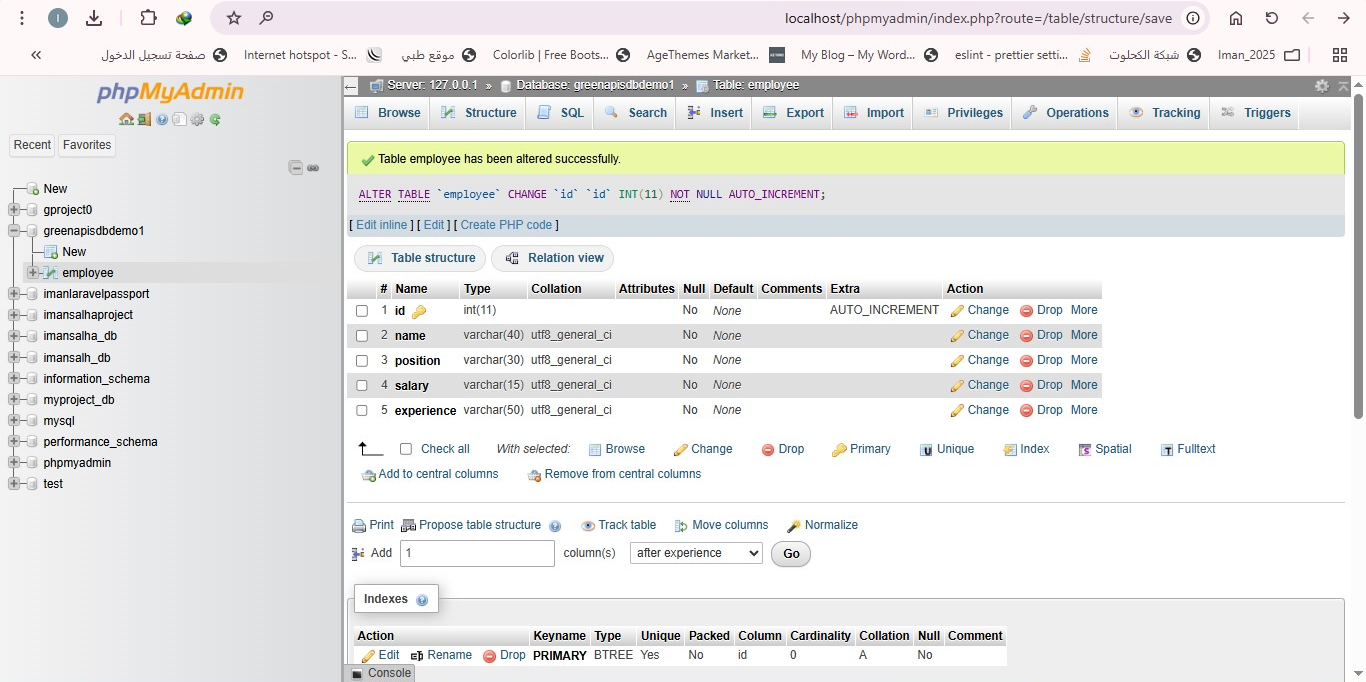 I localhost/phpmyadmin/index.php?route=/table/structure/save
« صفحة تسجيل الدخول Internet hotspot - S... موقع طبي Colorlib | Free Boots... AgeThemes Market... My Blog – My Word... eslint - prettier setti... شبكة الكحلوت Iman_2025
phpMyAdmin
Recent Favorites
New
gproject0
greenapisdbdemo1
New
employee
imanlaravelpassport
imansalhaproject
imansalha_db
imansalh_db
information_schema
myproject_db
mysql
performance_schema
phpmyadmin
test
Server: 127.0.0.1 » Database: greenapisdbdemo1 » Table: employee
Browse Structure SQL Search Insert Export Import Privileges Operations Tracking Triggers
Table employee has been altered successfully.
ALTER TABLE `employee` CHANGE `id` `id` INT(11) NOT NULL AUTO_INCREMENT;
[ Edit inline ] [ Edit ] [ Create PHP code ]
Table structure Relation view
# Name Type Collation Attributes Null Default Comments Extra Action
1 id int(11) No None AUTO_INCREMENT Change Drop More
2 name varchar(40) utf8_general_ci No None Change Drop More
3 position varchar(30) utf8_general_ci No None Change Drop More
4 salary varchar(15) utf8_general_ci No None Change Drop More
5 experience varchar(50) utf8_general_ci No None Change Drop More
Check all With selected: Browse Change Drop Primary Unique Index Spatial Fulltext
Add to central columns Remove from central columns
Print Propose table structure Track table Move columns Normalize
Add 1 column(s) after experience Go
Indexes
Action Keyname Type Unique Packed Column Cardinality Collation Null Comment
Edit Rename Drop PRIMARY BTREE Yes No id 0 A No
Console